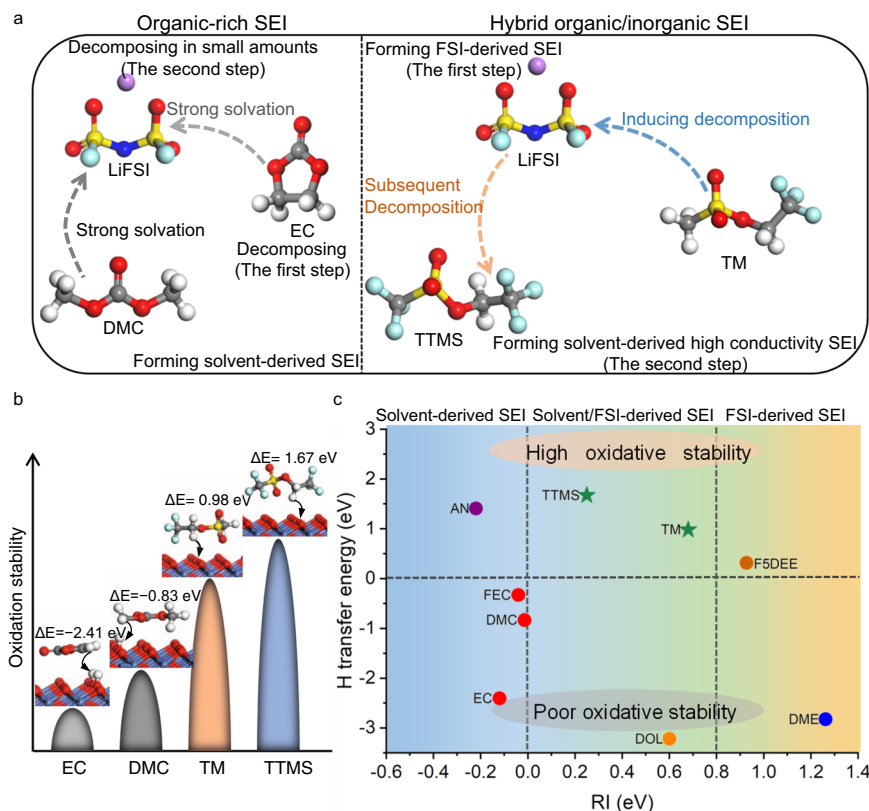 a
Organic-rich SEI
Hybrid organic/inorganic SEI
Decomposing in small amounts
(The second step)
Strong solvation
LiFSI
EC
Decomposing
(The first step)
Strong solvation
DMC
Forming solvent-derived SEI
Forming FSI-derived SEI
(The first step)
Inducing decomposition
LiFSI
Subsequent
Decomposition
TM
TTMS
Forming solvent-derived high conductivity SEI
(The second step)
b
Oxidation stability
ΔE=−2.41 eV
ΔE=−0.83 eV
ΔE= 0.98 eV
ΔE= 1.67 eV
EC DMC TM TTMS
c
Solvent-derived SEI Solvent/FSI-derived SEI FSI-derived SEI
High oxidative stability
TTMS
AN
TM
F5DEE
FEC
DMC
EC
Poor oxidative stability
DME
DOL
H transfer energy (eV)
3
2
1
0
-1
-2
-3
-0.6 -0.4 -0.2 0.0 0.2 0.4 0.6 0.8 1.0 1.2 1.4
RI (eV)